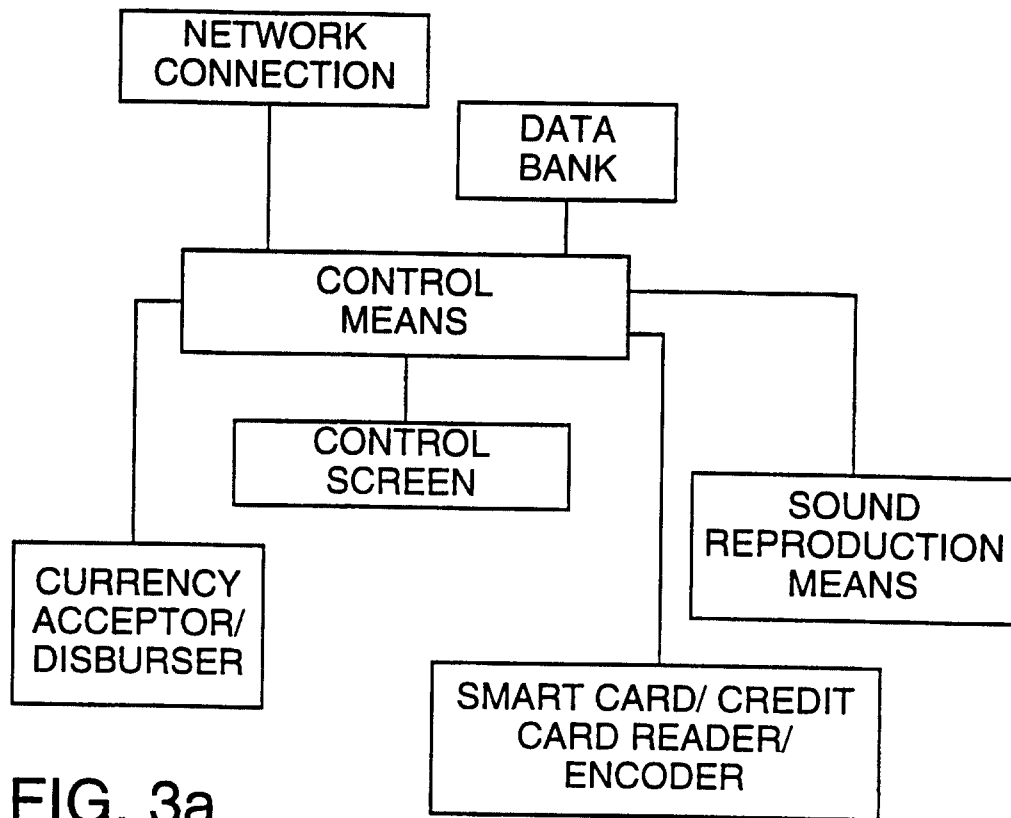 NETWORK
CONNECTION
DATA
BANK
CONTROL
MEANS
CONTROL
SCREEN
SOUND
REPRODUCTION
MEANS
CURRENCY
ACCEPTOR/
DISBURSER
SMART CARD/ CREDIT
CARD READER/
ENCODER
FIG. 3a